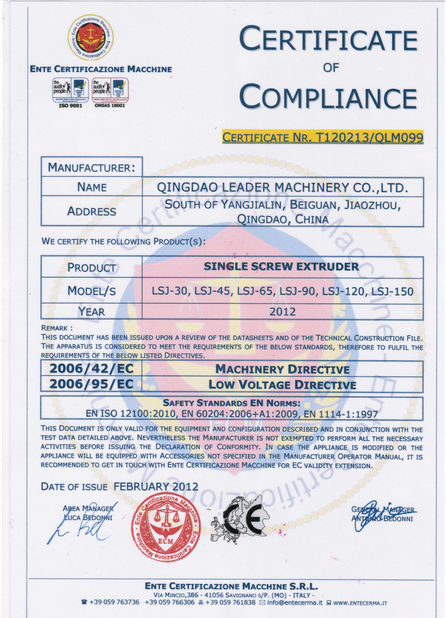 ENTE CERTIFICAZIONE MACCHINE
ISO 9001 OHSAS 18001
CERTIFICATE
OF
COMPLIANCE
CERTIFICATE NR. T120213/QLM099
MANUFACTURER:
NAME QINGDAO LEADER MACHINERY CO.,LTD.
ADDRESS SOUTH OF YANGJIALIN, BEIGUAN, JIAOZHOU,
QINGDAO, CHINA
WE CERTIFY THE FOLLOWING PRODUCT(S):
PRODUCT SINGLE SCREW EXTRUDER
MODEL/S LSJ-30, LSJ-45, LSJ-65, LSJ-90, LSJ-120, LSJ-150
YEAR 2012
REMARK :
THIS DOCUMENT HAS BEEN ISSUED UPON A REVIEW OF THE DATASHEETS AND OF THE TECHNICAL CONSTRUCTION FILE.
THE APPARATUS IS CONSIDERED TO MEET THE REQUIREMENTS OF THE BELOW STANDARDS, THEREFORE TO FULFIL THE
REQUIREMENTS OF THE BELOW LISTED DIRECTIVES.
2006/42/EC MACHINERY DIRECTIVE
2006/95/EC LOW VOLTAGE DIRECTIVE
SAFETY STANDARDS EN NORMS:
EN ISO 12100:2010, EN 60204:2006+A1:2009, EN 1114-1:1997
THIS DOCUMENT IS ONLY VALID FOR THE EQUIPMENT AND CONFIGURATION DESCRIBED AND IN CONJUNCTION WITH THE
TEST DATA DETAILED ABOVE. NEVERTHELESS THE MANUFACTURER IS NOT EXEMPTED TO PERFORM ALL THE NECESSARY
ACTIVITIES BEFORE ISSUING THE DECLARATION OF CONFORMITY. IN CASE THE APPLIANCE IS MODIFIED OR THE
APPLIANCE WILL BE EQUIPPED WITH ACCESSORIES NOT SPECIFIED IN THE MANUFACTURER OPERATOR MANUAL, IT IS
RECOMMENDED TO GET IN TOUCH WITH ENTE CERTIFICAZIONE MACCHINE FOR EC VALIDITY EXTENSION.
DATE OF ISSUE FEBRUARY 2012
AREA MANAGER
LUCA BEDONNI
Ente Certificazione Macchine
ECM
CE
GENERAL MANAGER
ANTONIO BEDONNI
ENTE CERTIFICAZIONE MACCHINE S.R.L.
VIA MINCIO,386 - 41056 SAVIGNANO S/P. (MO) - ITALY -
+39 059 763736 +39 059 766306 +39 059 761838 info@entecerma.it www.entecerma.it